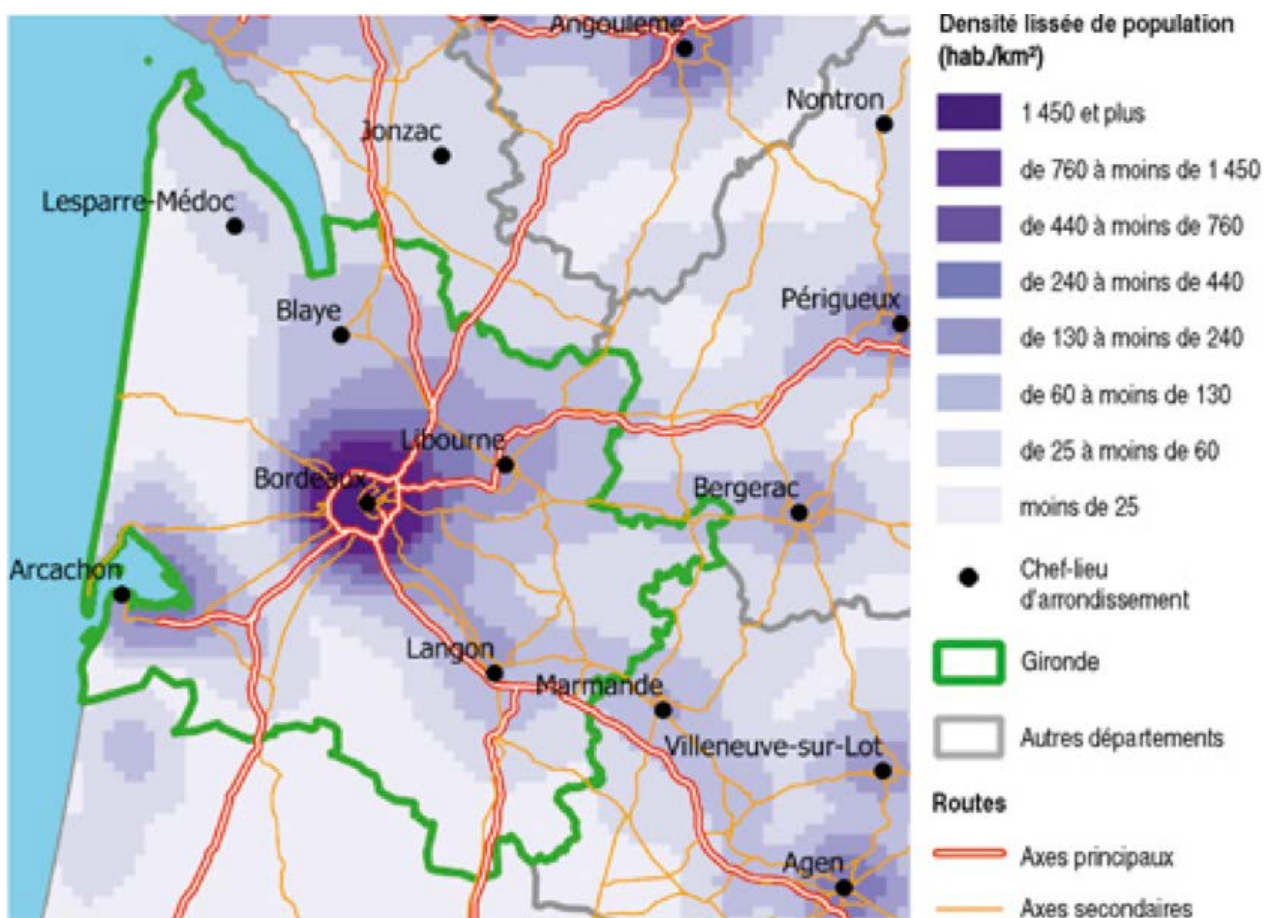 Angoulême
Nontron
Jonzac
Lesparre-Médoc
Blaye
Périgueux
Libourne
Bordeaux
Bergerac
Arcachon
Langon
Marmande
Villeneuve-sur-Lot
Agen
Densité lissée de population
(hab./km²)
1 450 et plus
de 760 à moins de 1 450
de 440 à moins de 760
de 240 à moins de 440
de 130 à moins de 240
de 60 à moins de 130
de 25 à moins de 60
moins de 25
Chef-lieu
d'arrondissement
Gironde
Autres départements
Routes
Axes principaux
Axes secondaires